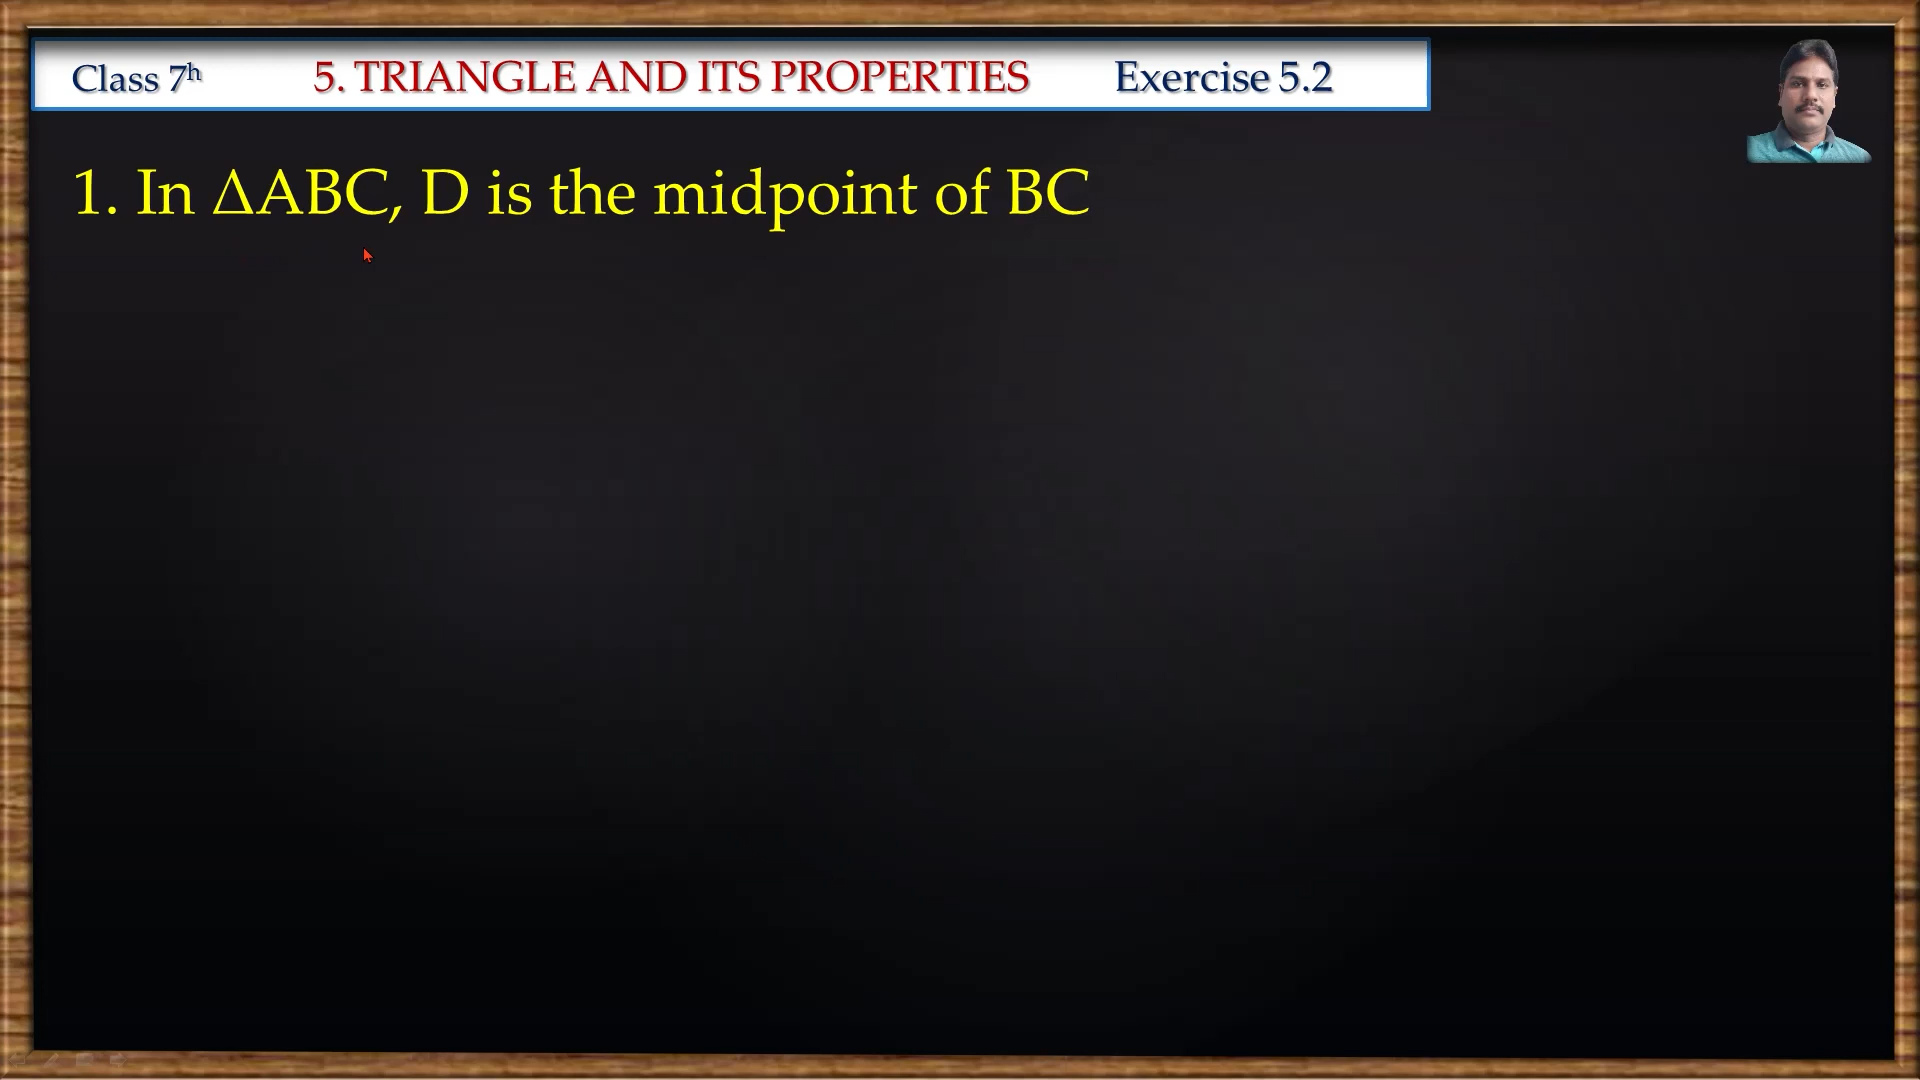 Class 7h 5. TRIANGLE AND ITS PROPERTIES Exercise 5.2
1. In ΔABC, D is the midpoint of BC